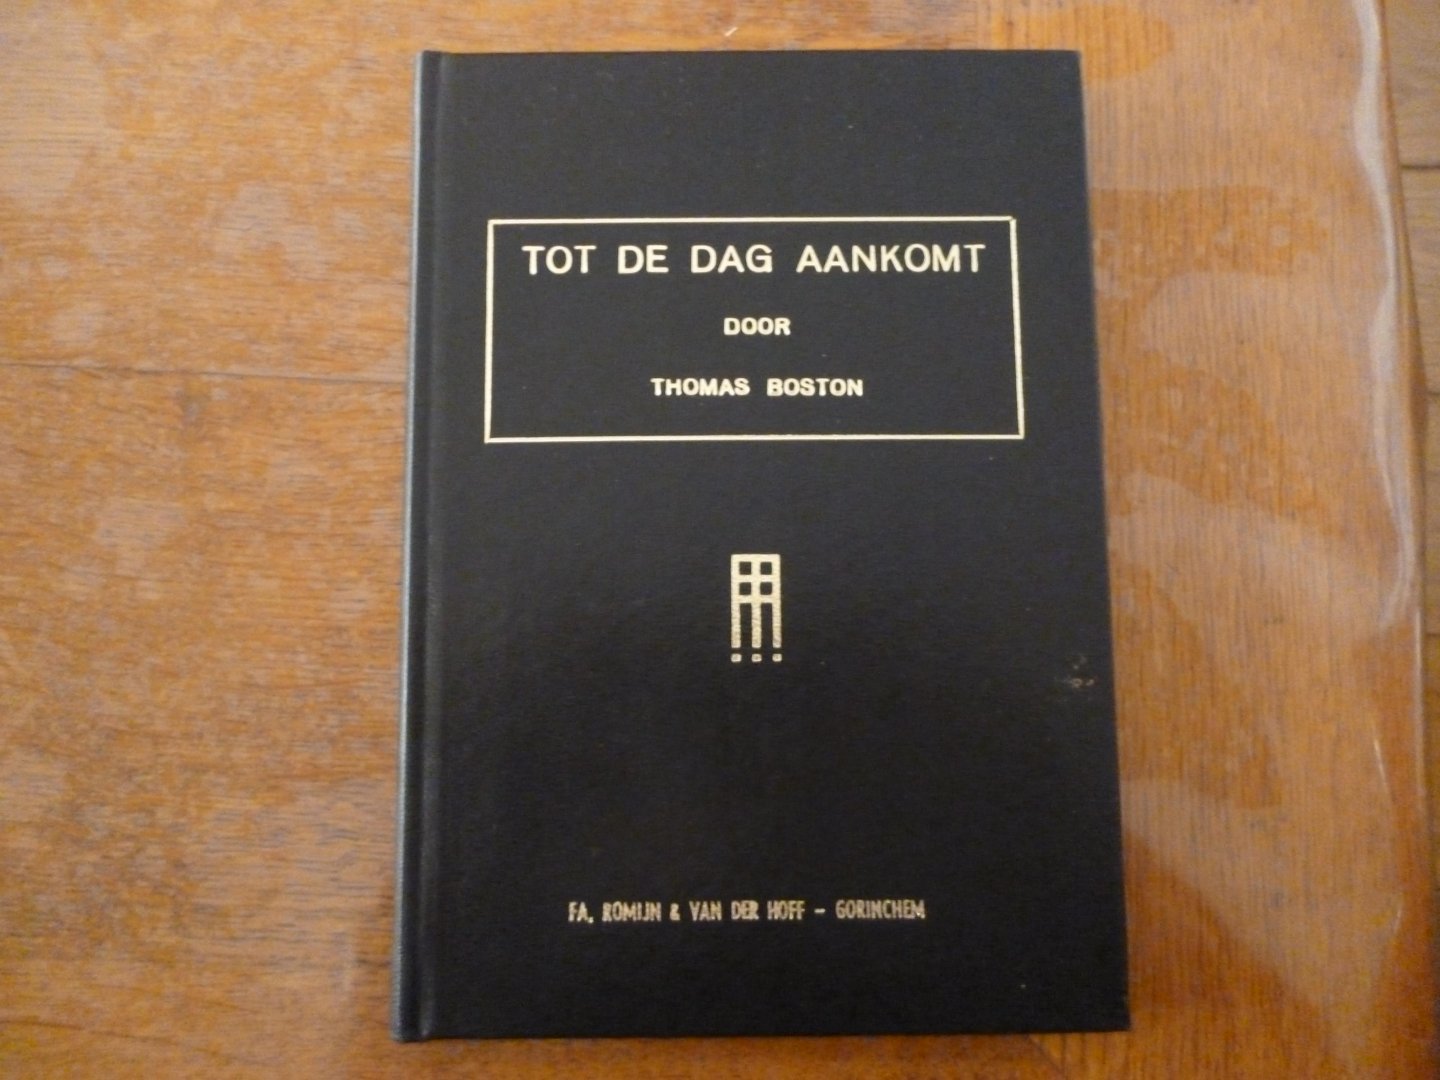 TOT DE DAG AANKOMT
DOOR
THOMAS BOSTON
FA. ROMIJN & VAN DER HOFF - GORINCHEM